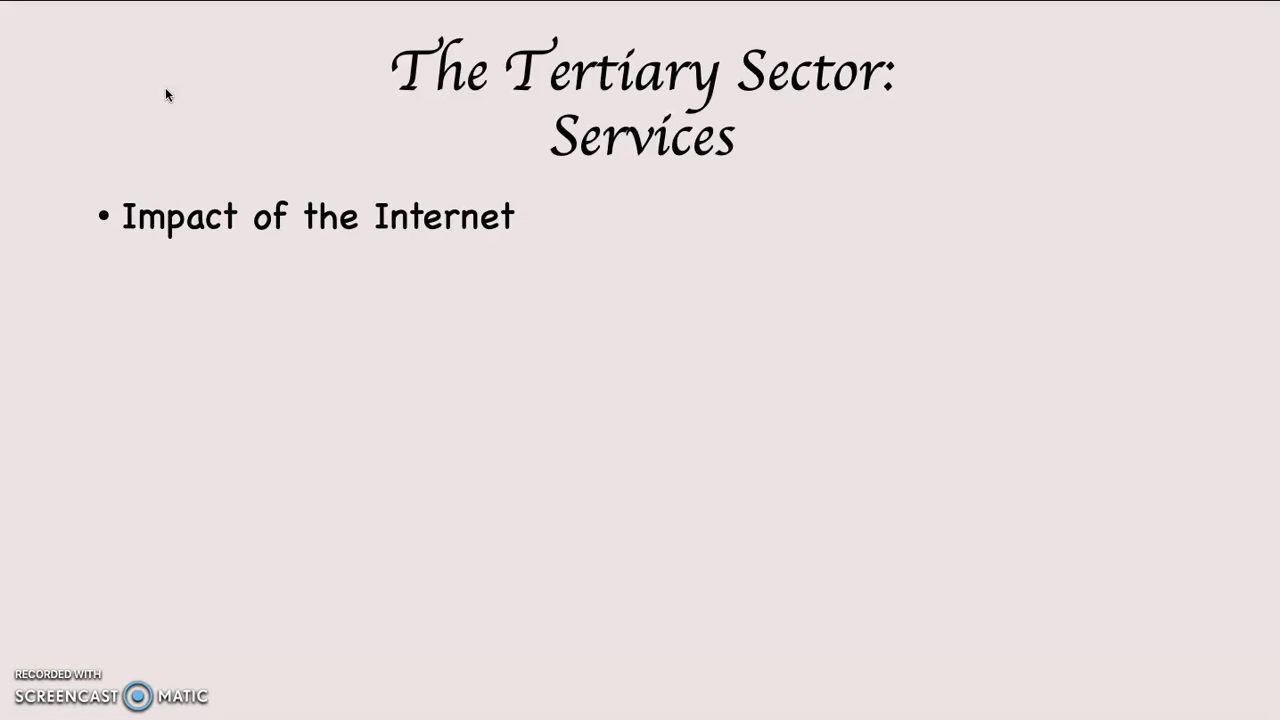 The Tertiary Sector:
Services
• Impact of the Internet
RECORDED WITH
SCREENCAST MATIC